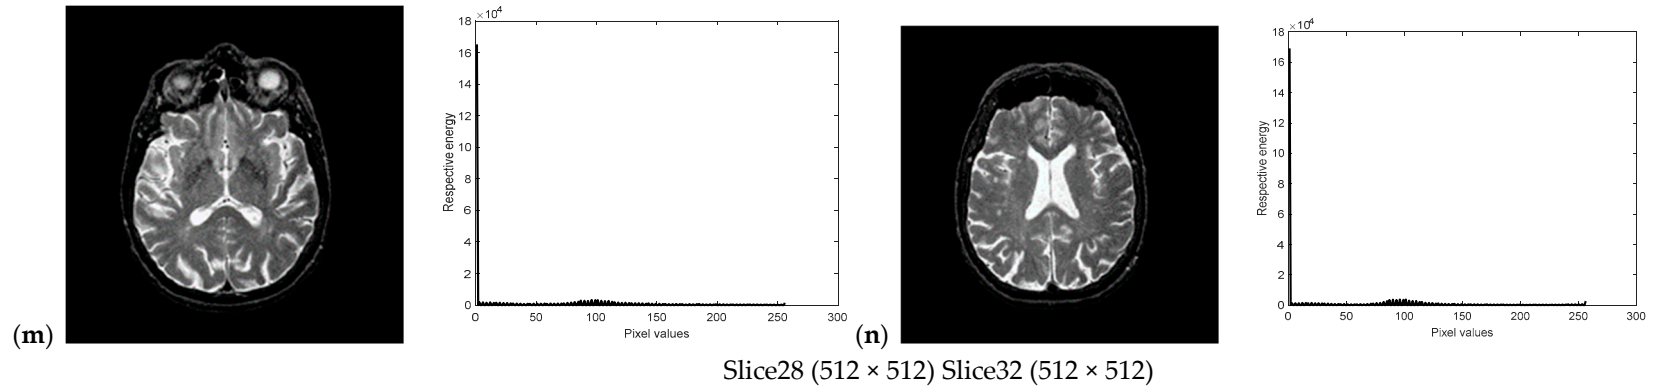 ×10⁴
18
16
14
12
10
8
6
4
2
0
Respective energy
0 50 100 150 200 250 300
Pixel values
(m)
×10⁴
18
16
14
12
10
8
6
4
2
0
Respective energy
0 50 100 150 200 250 300
Pixel values
(n)
Slice28 (512 × 512) Slice32 (512 × 512)